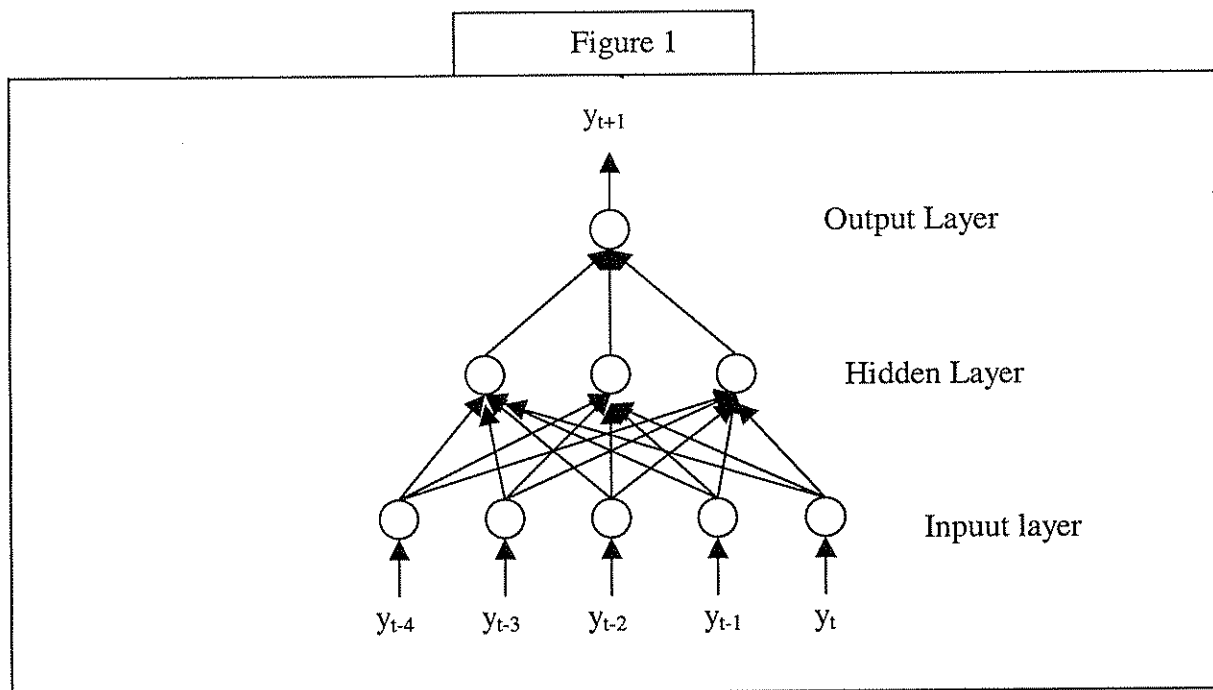 Figure 1
yt+1
Output Layer
Hidden Layer
Inpuut layer
yt-4 yt-3 yt-2 yt-1 yt